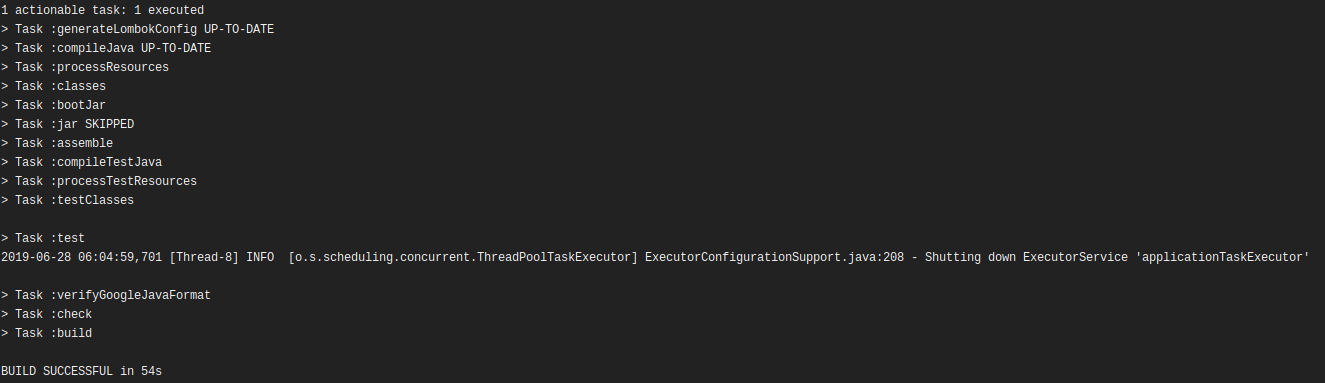 1 actionable task: 1 executed
> Task :generateLombokConfig UP-TO-DATE
> Task :compileJava UP-TO-DATE
> Task :processResources
> Task :classes
> Task :bootJar
> Task :jar SKIPPED
> Task :assemble
> Task :compileTestJava
> Task :processTestResources
> Task :testClasses
> Task :test
2019-06-28 06:04:59,701 [Thread-8] INFO  [o.s.scheduling.concurrent.ThreadPoolTaskExecutor] ExecutorConfigurationSupport.java:208 - Shutting down ExecutorService 'applicationTaskExecutor'
> Task :verifyGoogleJavaFormat
> Task :check
> Task :build
BUILD SUCCESSFUL in 54s